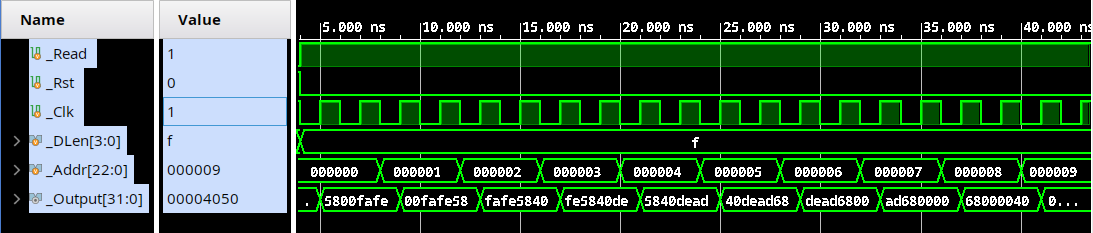 Name Value 5.000 ns 10.000 ns 15.000 ns 20.000 ns 25.000 ns 30.000 ns 35.000 ns 40.000 ns
_Read 1
_Rst 0
_Clk 1
_DLen[3:0] f f
_Addr[22:0] 000009 000000 000001 000002 000003 000004 000005 000006 000007 000008 000009
_Output[31:0] 00004050 . 5800fafe 00fafe58 fafe5840 fe5840de 5840dead 40dead68 dead6800 ad680000 68000040 0...